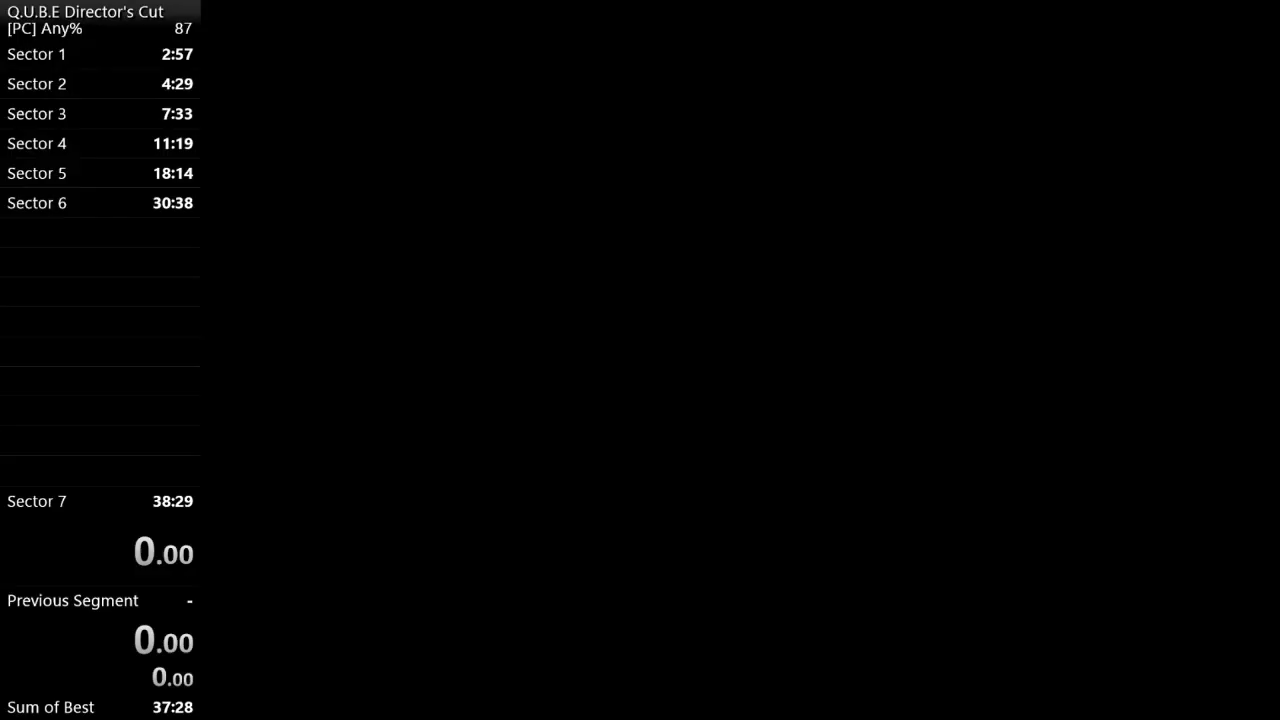 Q.U.B.E Director's Cut
[PC] Any% 87
Sector 1 2:57
Sector 2 4:29
Sector 3 7:33
Sector 4 11:19
Sector 5 18:14
Sector 6 30:38
Sector 7 38:29
0.00
Previous Segment -
0.00
0.00
Sum of Best 37:28